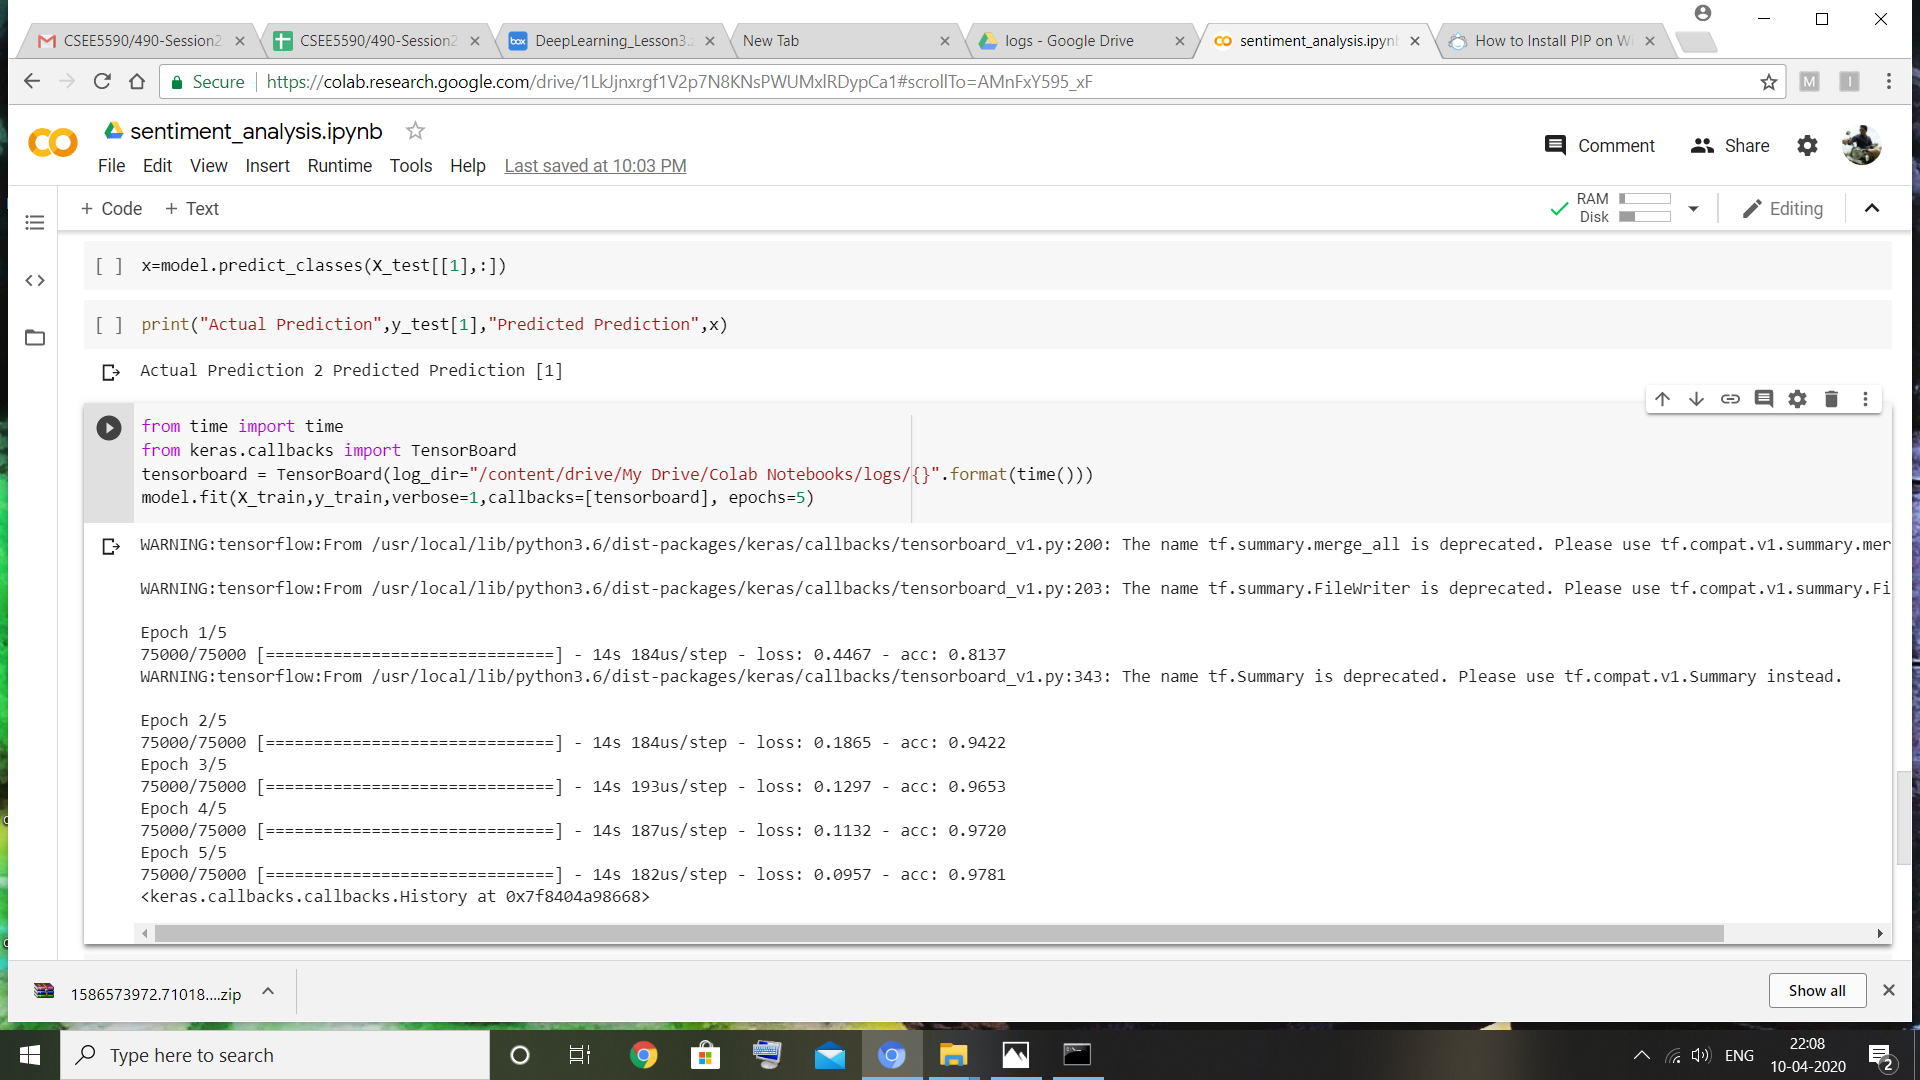 CSEE5590/490-Session2
CSEE5590/490-Session2
box DeepLearning_Lesson3.
New Tab
logs - Google Drive
sentiment_analysis.ipyn
How to Install PIP on Wi
Secure
https://colab.research.google.com/drive/1LkJjnxrgf1V2p7N8KNsPWUMxlRDypCa1#scrollTo=AMnFxY595_xF
M
I
sentiment_analysis.ipynb
Comment
Share
File Edit View Insert Runtime Tools Help Last saved at 10:03 PM
+ Code + Text
RAM
Disk
Editing
[ ] x=model.predict_classes(X_test[[1],:])
[ ] print("Actual Prediction",y_test[1],"Predicted Prediction",x)
Actual Prediction 2 Predicted Prediction [1]
from time import time
from keras.callbacks import TensorBoard
tensorboard = TensorBoard(log_dir="/content/drive/My Drive/Colab Notebooks/logs/{}".format(time()))
model.fit(X_train,y_train,verbose=1,callbacks=[tensorboard], epochs=5)
WARNING:tensorflow:From /usr/local/lib/python3.6/dist-packages/keras/callbacks/tensorboard_v1.py:200: The name tf.summary.merge_all is deprecated. Please use tf.compat.v1.summary.mer
WARNING:tensorflow:From /usr/local/lib/python3.6/dist-packages/keras/callbacks/tensorboard_v1.py:203: The name tf.summary.FileWriter is deprecated. Please use tf.compat.v1.summary.Fi
Epoch 1/5
75000/75000 [==============================] - 14s 184us/step - loss: 0.4467 - acc: 0.8137
WARNING:tensorflow:From /usr/local/lib/python3.6/dist-packages/keras/callbacks/tensorboard_v1.py:343: The name tf.Summary is deprecated. Please use tf.compat.v1.Summary instead.
Epoch 2/5
75000/75000 [==============================] - 14s 184us/step - loss: 0.1865 - acc: 0.9422
Epoch 3/5
75000/75000 [==============================] - 14s 193us/step - loss: 0.1297 - acc: 0.9653
Epoch 4/5
75000/75000 [==============================] - 14s 187us/step - loss: 0.1132 - acc: 0.9720
Epoch 5/5
75000/75000 [==============================] - 14s 182us/step - loss: 0.0957 - acc: 0.9781
<keras.callbacks.callbacks.History at 0x7f8404a98668>
1586573972.71018....zip
Show all
Type here to search
ENG
22:08
10-04-2020
2